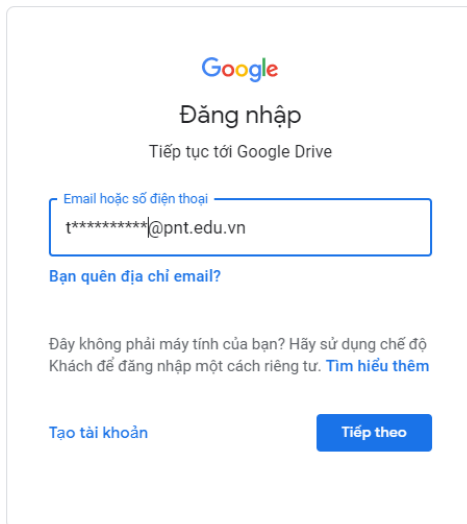 Google
Đăng nhập
Tiếp tục tới Google Drive
Email hoặc số điện thoại
t**********@pnt.edu.vn
Bạn quên địa chỉ email?
Đây không phải máy tính của bạn? Hãy sử dụng chế độ
Khách để đăng nhập một cách riêng tư. Tìm hiểu thêm
Tạo tài khoản
Tiếp theo